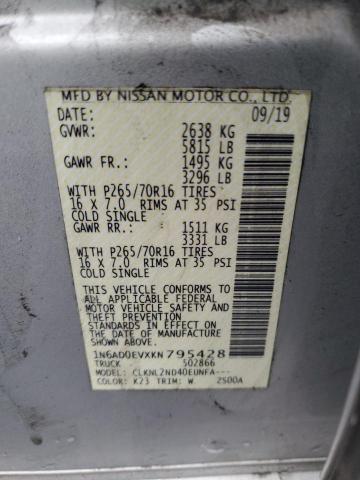 MFD BY NISSAN MOTOR CO., LTD.
DATE: 09/19
GVWR: 2638 KG
5815 LB
GAWR FR.: 1495 KG
3296 LB
WITH P265/70R16 TIRES
16 X 7.0 RIMS AT 35 PSI
COLD SINGLE
GAWR RR.: 1511 KG
3331 LB
WITH P265/70R16 TIRES
16 X 7.0 RIMS AT 35 PSI
COLD SINGLE
THIS VEHICLE CONFORMS TO
ALL APPLICABLE FEDERAL
MOTOR VEHICLE SAFETY AND
THEFT PREVENTION
STANDARDS IN EFFECT ON
THE DATE OF MANUFACTURE
SHOWN ABOVE.
1N6AD0EVXKN795428
TRUCK 502866
MODEL: CLKNL2ND40EUNFA---
COLOR: K23 TRIM: W 2S00A